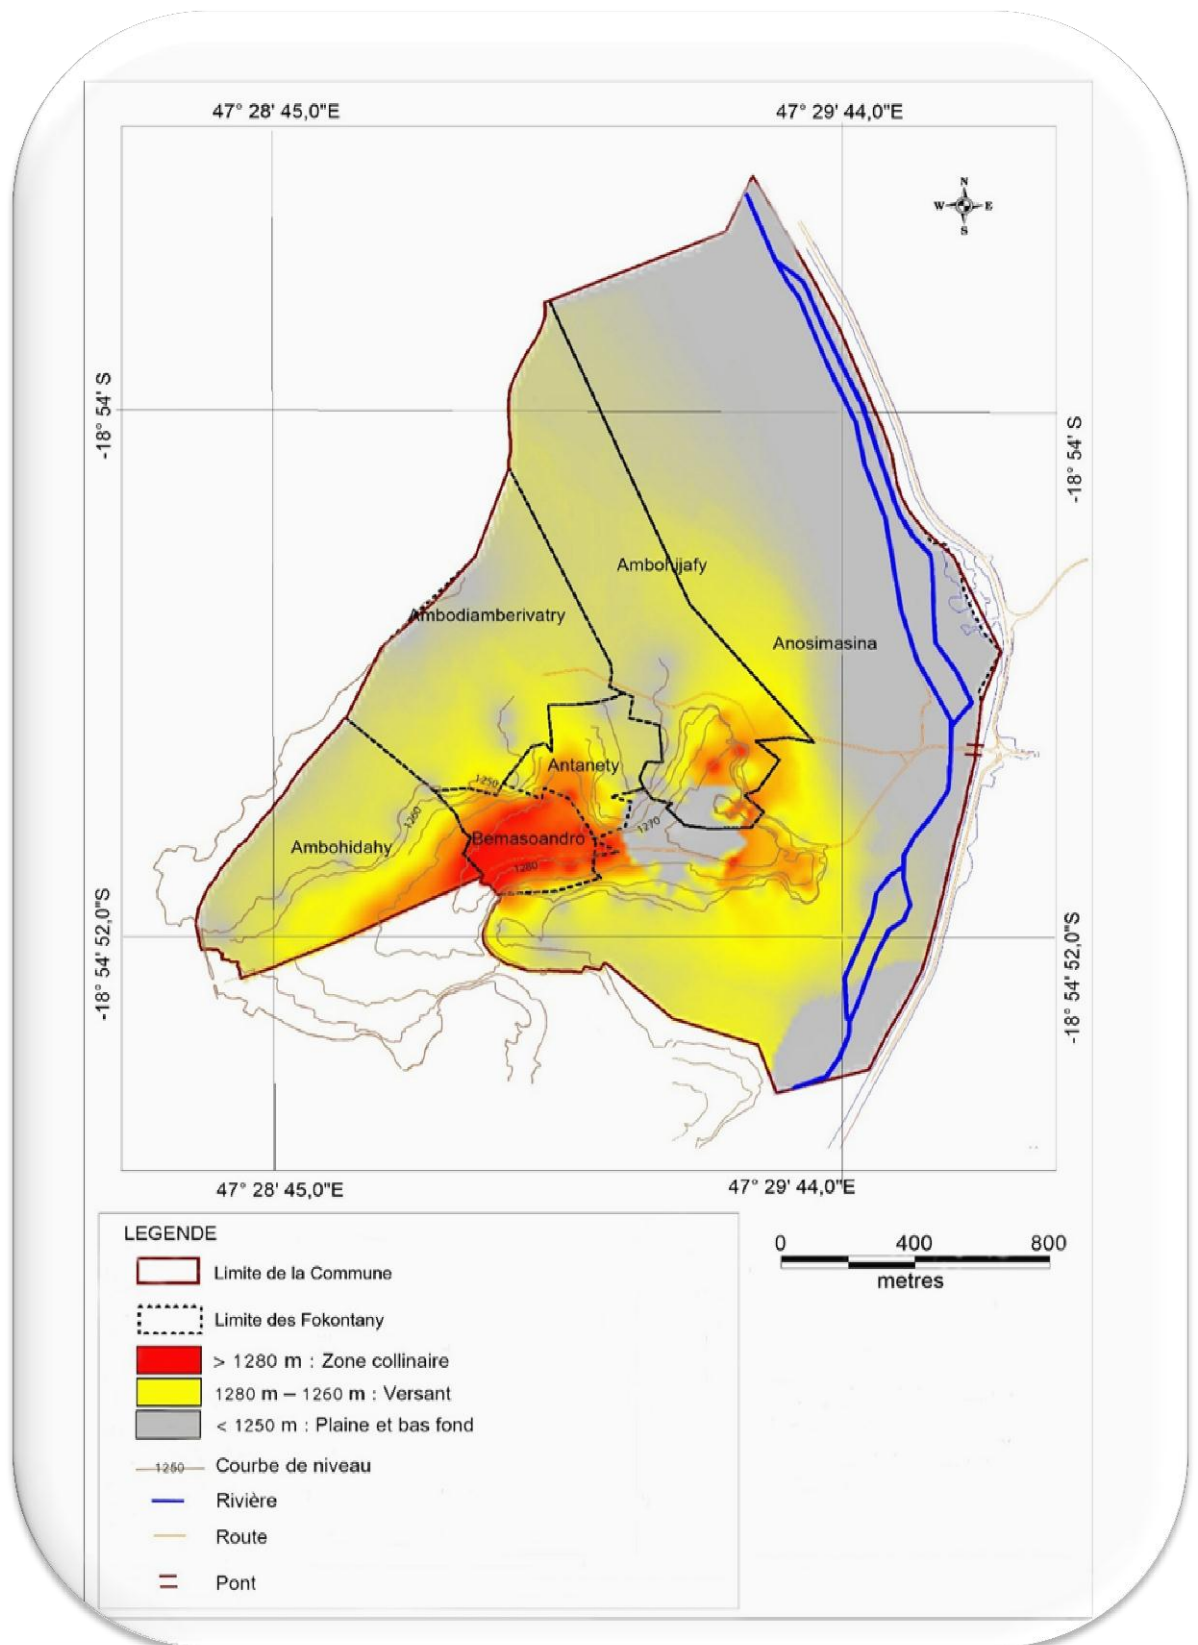 47° 28' 45,0"E
47° 29' 44,0"E
N
W E
S
-18° 54' S
-18° 54' S
Ambohijafy
Ambodiamberivatry
Anosimasina
Antanety
1250
1260
1270
Bemasoandro
Ambohidahy
1280
-18° 54' 52,0"S
-18° 54' 52,0"S
47° 28' 45,0"E
47° 29' 44,0"E
LEGENDE
Limite de la Commune
Limite des Fokontany
> 1280 m : Zone collinaire
1280 m – 1260 m : Versant
< 1250 m : Plaine et bas fond
1250 Courbe de niveau
Rivière
Route
Pont
0 400 800
metres